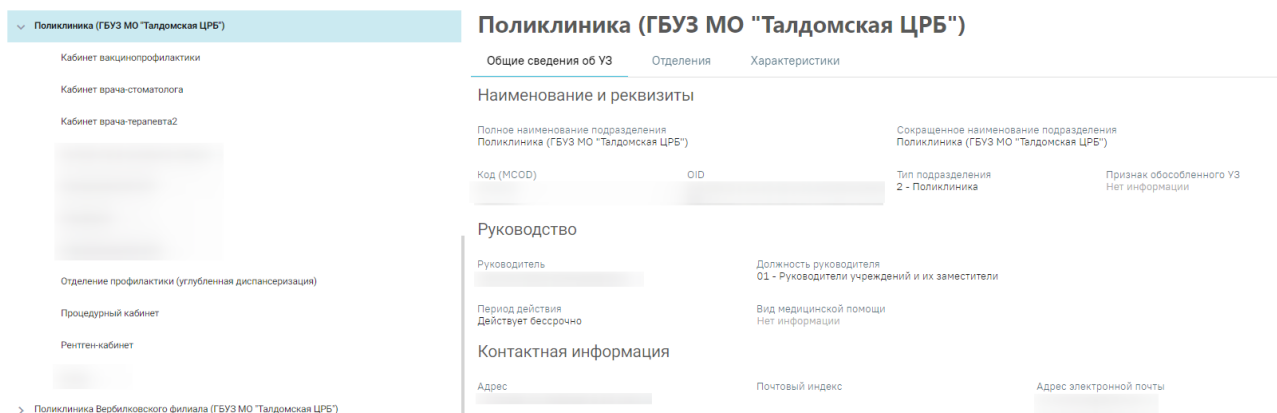 Поликлиника (ГБУЗ МО "Талдомская ЦРБ")
Кабинет вакцинопрофилактики
Кабинет врача-стоматолога
Кабинет врача-терапевта2
Отделение профилактики (углубленная диспансеризация)
Процедурный кабинет
Рентген-кабинет
Поликлиника Вербилковского филиала (ГБУЗ МО "Талдомская ЦРБ")
Поликлиника (ГБУЗ МО "Талдомская ЦРБ")
Общие сведения об УЗ Отделения Характеристики
Наименование и реквизиты
Полное наименование подразделения Сокращенное наименование подразделения
Поликлиника (ГБУЗ МО "Талдомская ЦРБ") Поликлиника (ГБУЗ МО "Талдомская ЦРБ")
Код (MCOD) OID Тип подразделения Признак обособленного УЗ
2 - Поликлиника Нет информации
Руководство
Руководитель Должность руководителя
01 - Руководители учреждений и их заместители
Период действия Вид медицинской помощи
Действует бессрочно Нет информации
Контактная информация
Адрес Почтовый индекс Адрес электронной почты